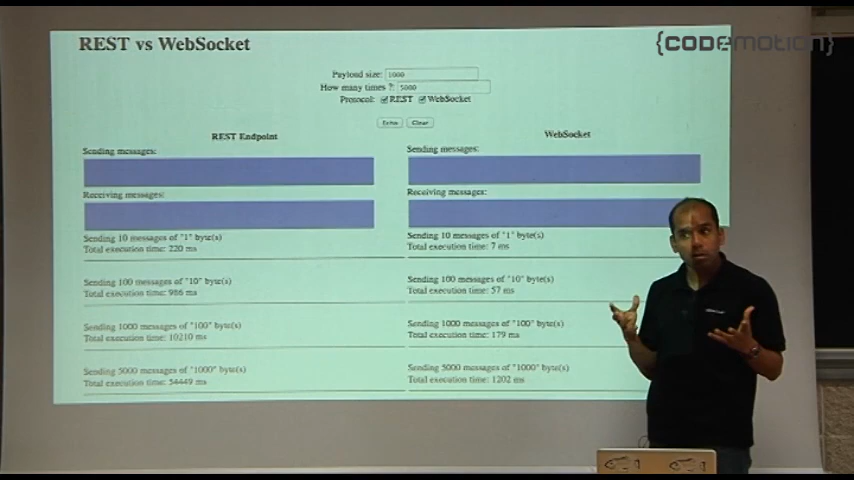 REST vs WebSocket
{CODEMOTION}
Payload size: 1000
How many times ?: 5000
Protocol: REST WebSocket
Echo Clear
REST Endpoint
Sending messages:
Receiving messages:
Sending 10 messages of "1" byte(s)
Total execution time: 220 ms
Sending 100 messages of "10" byte(s)
Total execution time: 986 ms
Sending 1000 messages of "100" byte(s)
Total execution time: 10210 ms
Sending 5000 messages of "1000" byte(s)
Total execution time: 54449 ms
WebSocket
Sending messages:
Receiving messages:
Sending 10 messages of "1" byte(s)
Total execution time: 7 ms
Sending 100 messages of "10" byte(s)
Total execution time: 57 ms
Sending 1000 messages of "100" byte(s)
Total execution time: 179 ms
Sending 5000 messages of "1000" byte(s)
Total execution time: 1202 ms